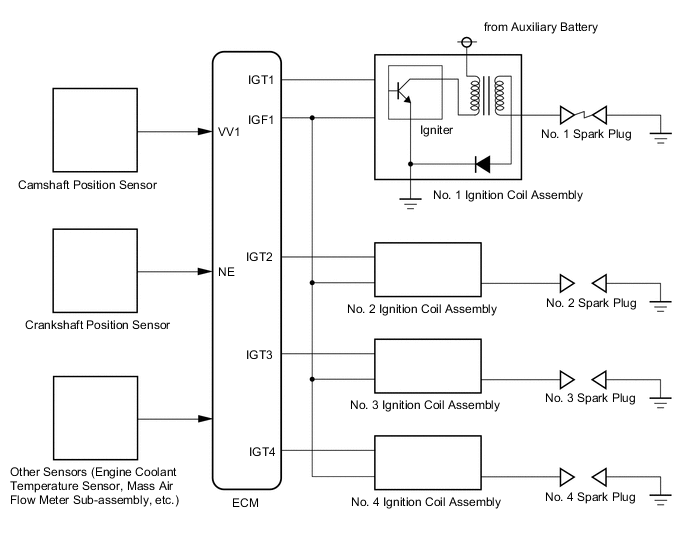 from Auxiliary Battery
IGT1
IGF1
VV1
Igniter
No. 1 Spark Plug
Camshaft Position Sensor
No. 1 Ignition Coil Assembly
IGT2
NE
No. 2 Ignition Coil Assembly
No. 2 Spark Plug
Crankshaft Position Sensor
IGT3
No. 3 Ignition Coil Assembly
No. 3 Spark Plug
IGT4
Other Sensors (Engine Coolant
Temperature Sensor, Mass Air
Flow Meter Sub-assembly, etc.)
ECM
No. 4 Ignition Coil Assembly
No. 4 Spark Plug